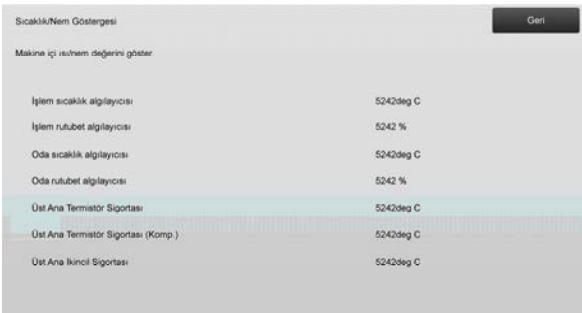 Sıcaklık/Nem Göstergesi
Geri
Makine içi ısı/nem değerini göster
İşlem sıcaklık algılayıcısı 5242deg C
İşlem rutubet algılayıcısı 5242 %
Oda sıcaklık algılayıcısı 5242deg C
Oda rutubet algılayıcısı 5242 %
Üst Ana Termistör Sigortası 5242deg C
Üst Ana Termistör Sigortası (Komp.) 5242deg C
Üst Ana İkincil Sigortası 5242deg C